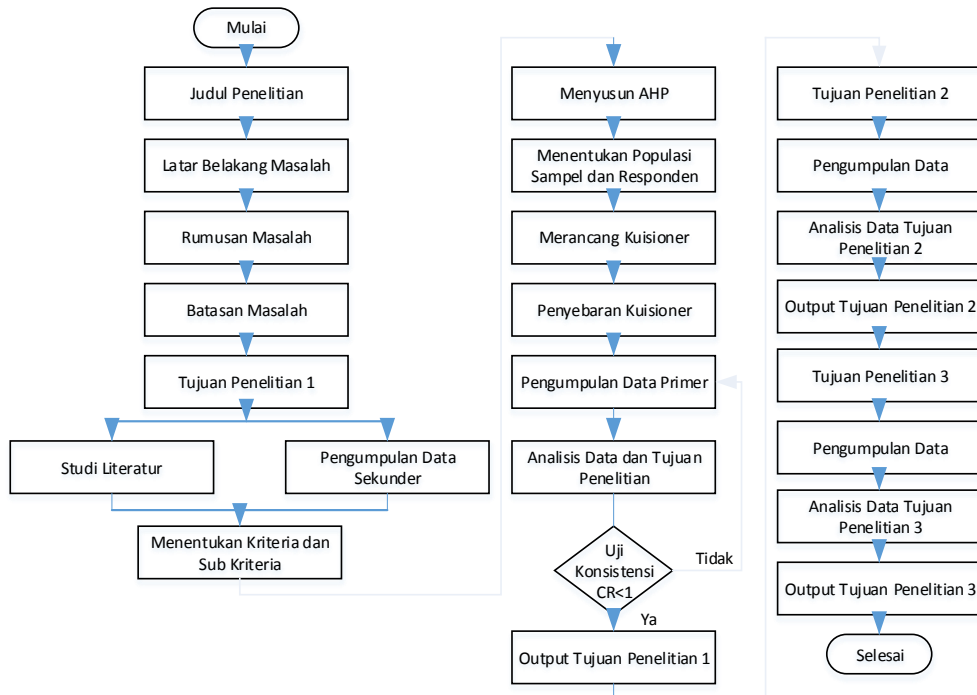 Mulai
Judul Penelitian
Latar Belakang Masalah
Rumusan Masalah
Batasan Masalah
Tujuan Penelitian 1
Studi Literatur
Pengumpulan Data
Sekunder
Menentukan Kriteria dan
Sub Kriteria
Menyusun AHP
Menentukan Populasi
Sampel dan Responden
Merancang Kuisioner
Penyebaran Kuisioner
Pengumpulan Data Primer
Analisis Data dan Tujuan
Penelitian
Uji
Konsistensi
CR<1
Tidak
Ya
Output Tujuan Penelitian 1
Tujuan Penelitian 2
Pengumpulan Data
Analisis Data Tujuan
Penelitian 2
Output Tujuan Penelitian 2
Tujuan Penelitian 3
Pengumpulan Data
Analisis Data Tujuan
Penelitian 3
Output Tujuan Penelitian 3
Selesai